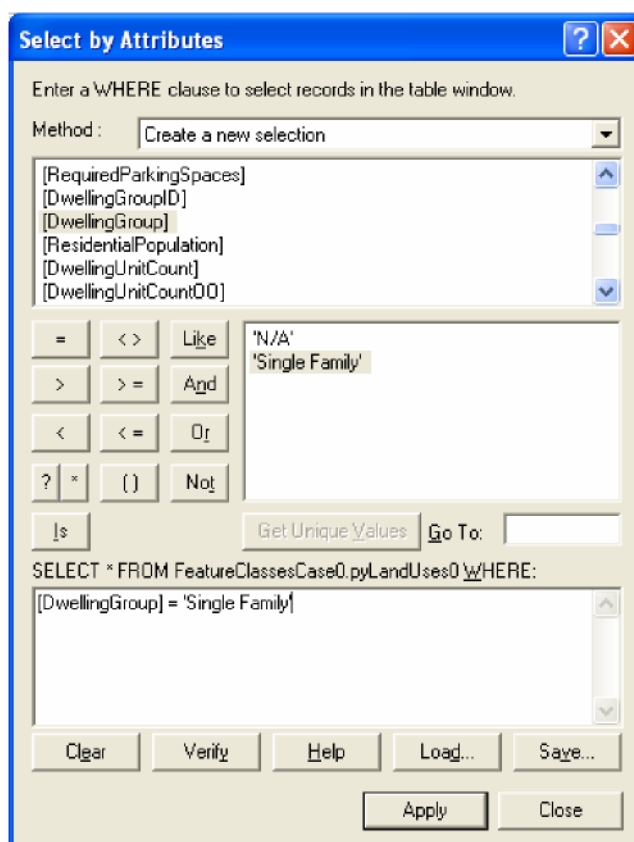 Select by Attributes
?
Enter a WHERE clause to select records in the table window.
Method : Create a new selection
[RequiredParkingSpaces]
[DwellingGroupID]
[DwellingGroup]
[ResidentialPopulation]
[DwellingUnitCount]
[DwellingUnitCountOO]
= < > Like
> > = And
< < = Or
? * ( ) Not
Is
'N/A'
'Single Family'
Get Unique Values Go To:
SELECT * FROM FeatureClassesCase0.pyLandUses0 WHERE:
[DwellingGroup] = 'Single Family'
Clear Verify Help Load... Save...
Apply Close